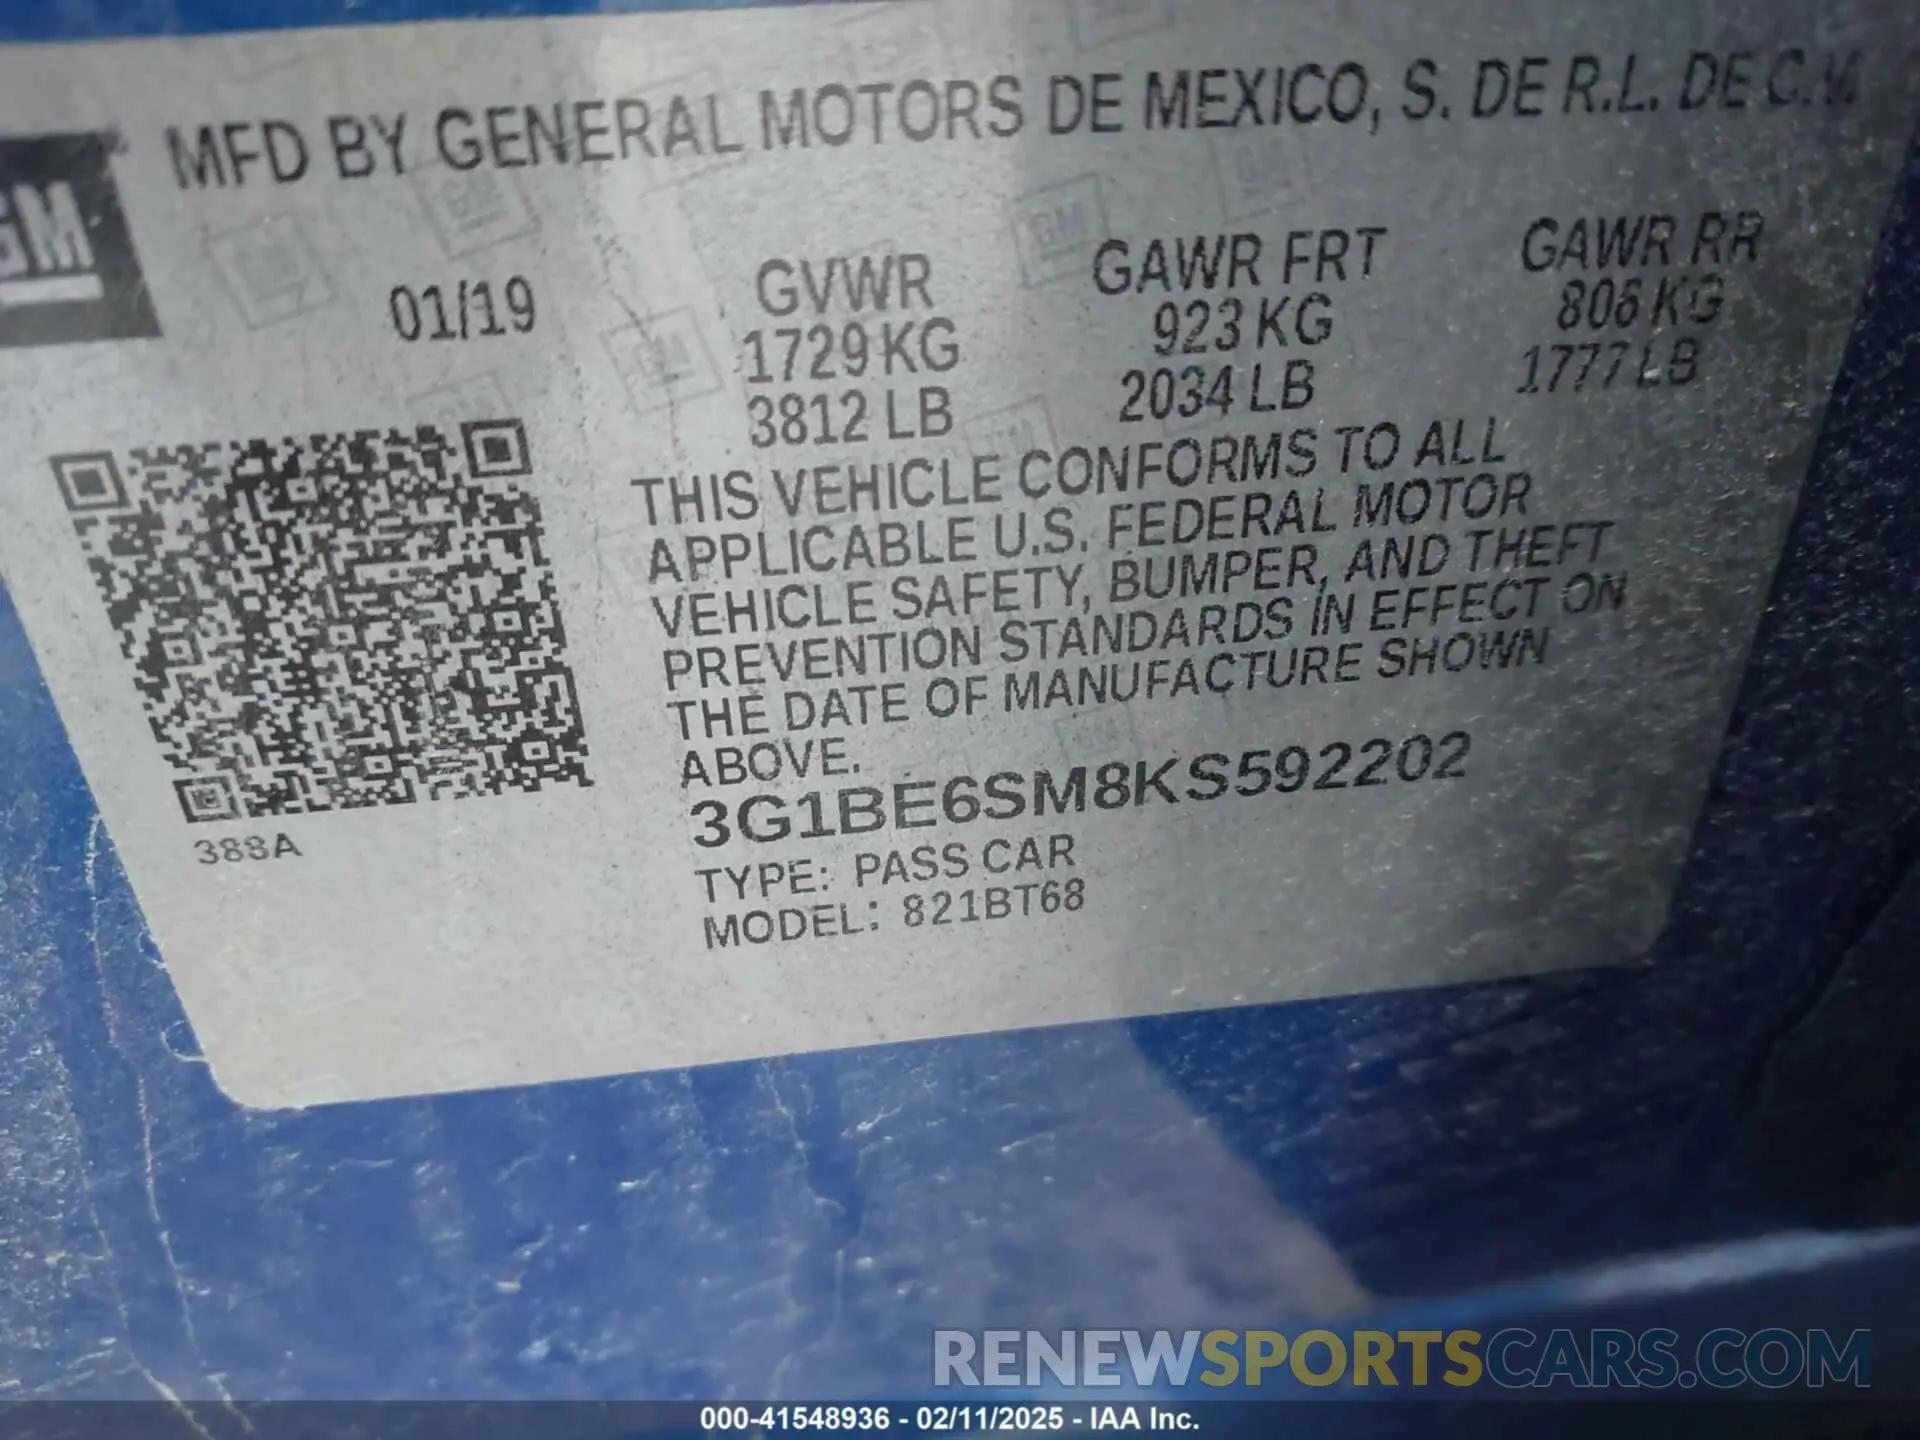 MFD BY GENERAL MOTORS DE MEXICO, S. DE R.L. DE C.V.
GM
01/19
GVWR
1729 KG
3812 LB
GAWR FRT
923 KG
2034 LB
GAWR RR
806 KG
1777 LB
THIS VEHICLE CONFORMS TO ALL
APPLICABLE U.S. FEDERAL MOTOR
VEHICLE SAFETY, BUMPER, AND THEFT
PREVENTION STANDARDS IN EFFECT ON
THE DATE OF MANUFACTURE SHOWN
ABOVE.
3G1BE6SM8KS592202
TYPE: PASS CAR
MODEL: 821BT68
388A
RENEWSPORTSCARS.COM
000-41548936 - 02/11/2025 - IAA Inc.